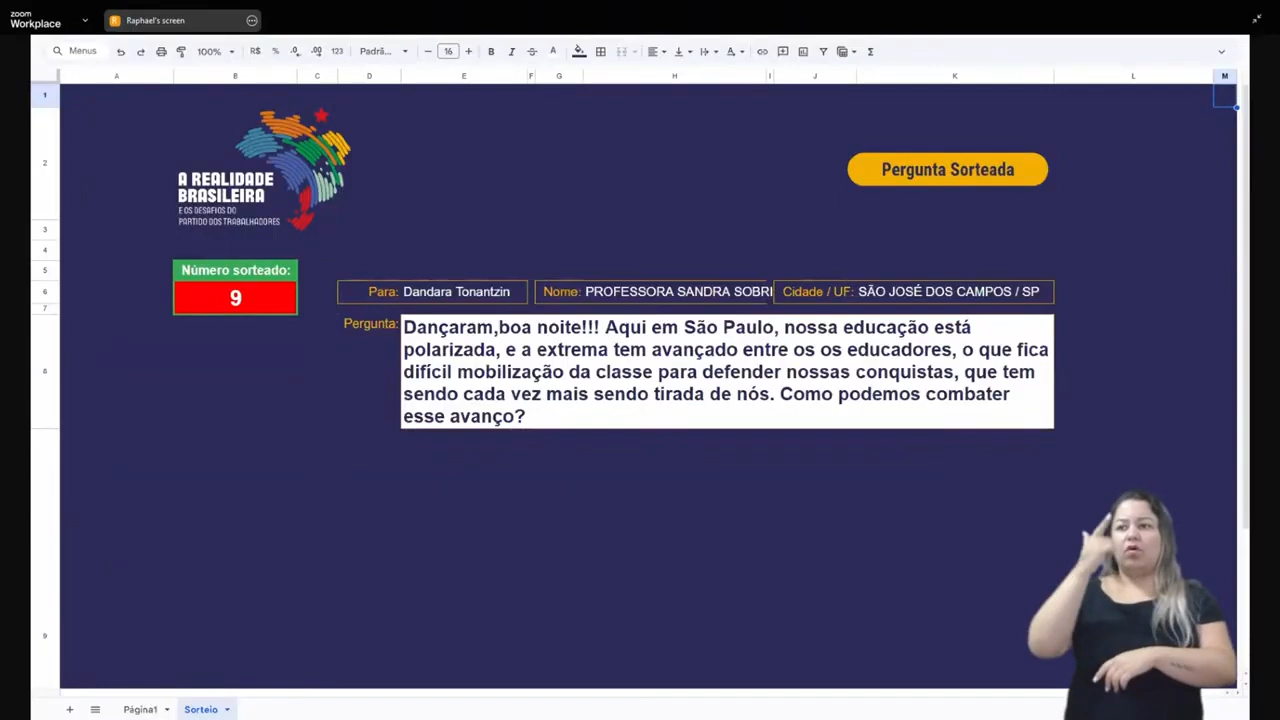 zoom
Workplace
R
Raphael's screen
Menus
100%
R$
%
.0
.00
123
Padrã...
16
B
I
S
A
Σ
A B C D E F G H I J K L M
1
2
3
4
5
6
7
8
9
A REALIDADE
BRASILEIRA
E OS DESAFIOS DO
PARTIDO DOS TRABALHADORES
Pergunta Sorteada
Número sorteado:
9
Para: Dandara Tonantzin
Nome: PROFESSORA SANDRA SOBRI
Cidade / UF: SÃO JOSÉ DOS CAMPOS / SP
Pergunta:
Dançaram,boa noite!!! Aqui em São Paulo, nossa educação está
polarizada, e a extrema tem avançado entre os os educadores, o que fica
difícil mobilização da classe para defender nossas conquistas, que tem
sendo cada vez mais sendo tirada de nós. Como podemos combater
esse avanço?
Página1
Sorteio